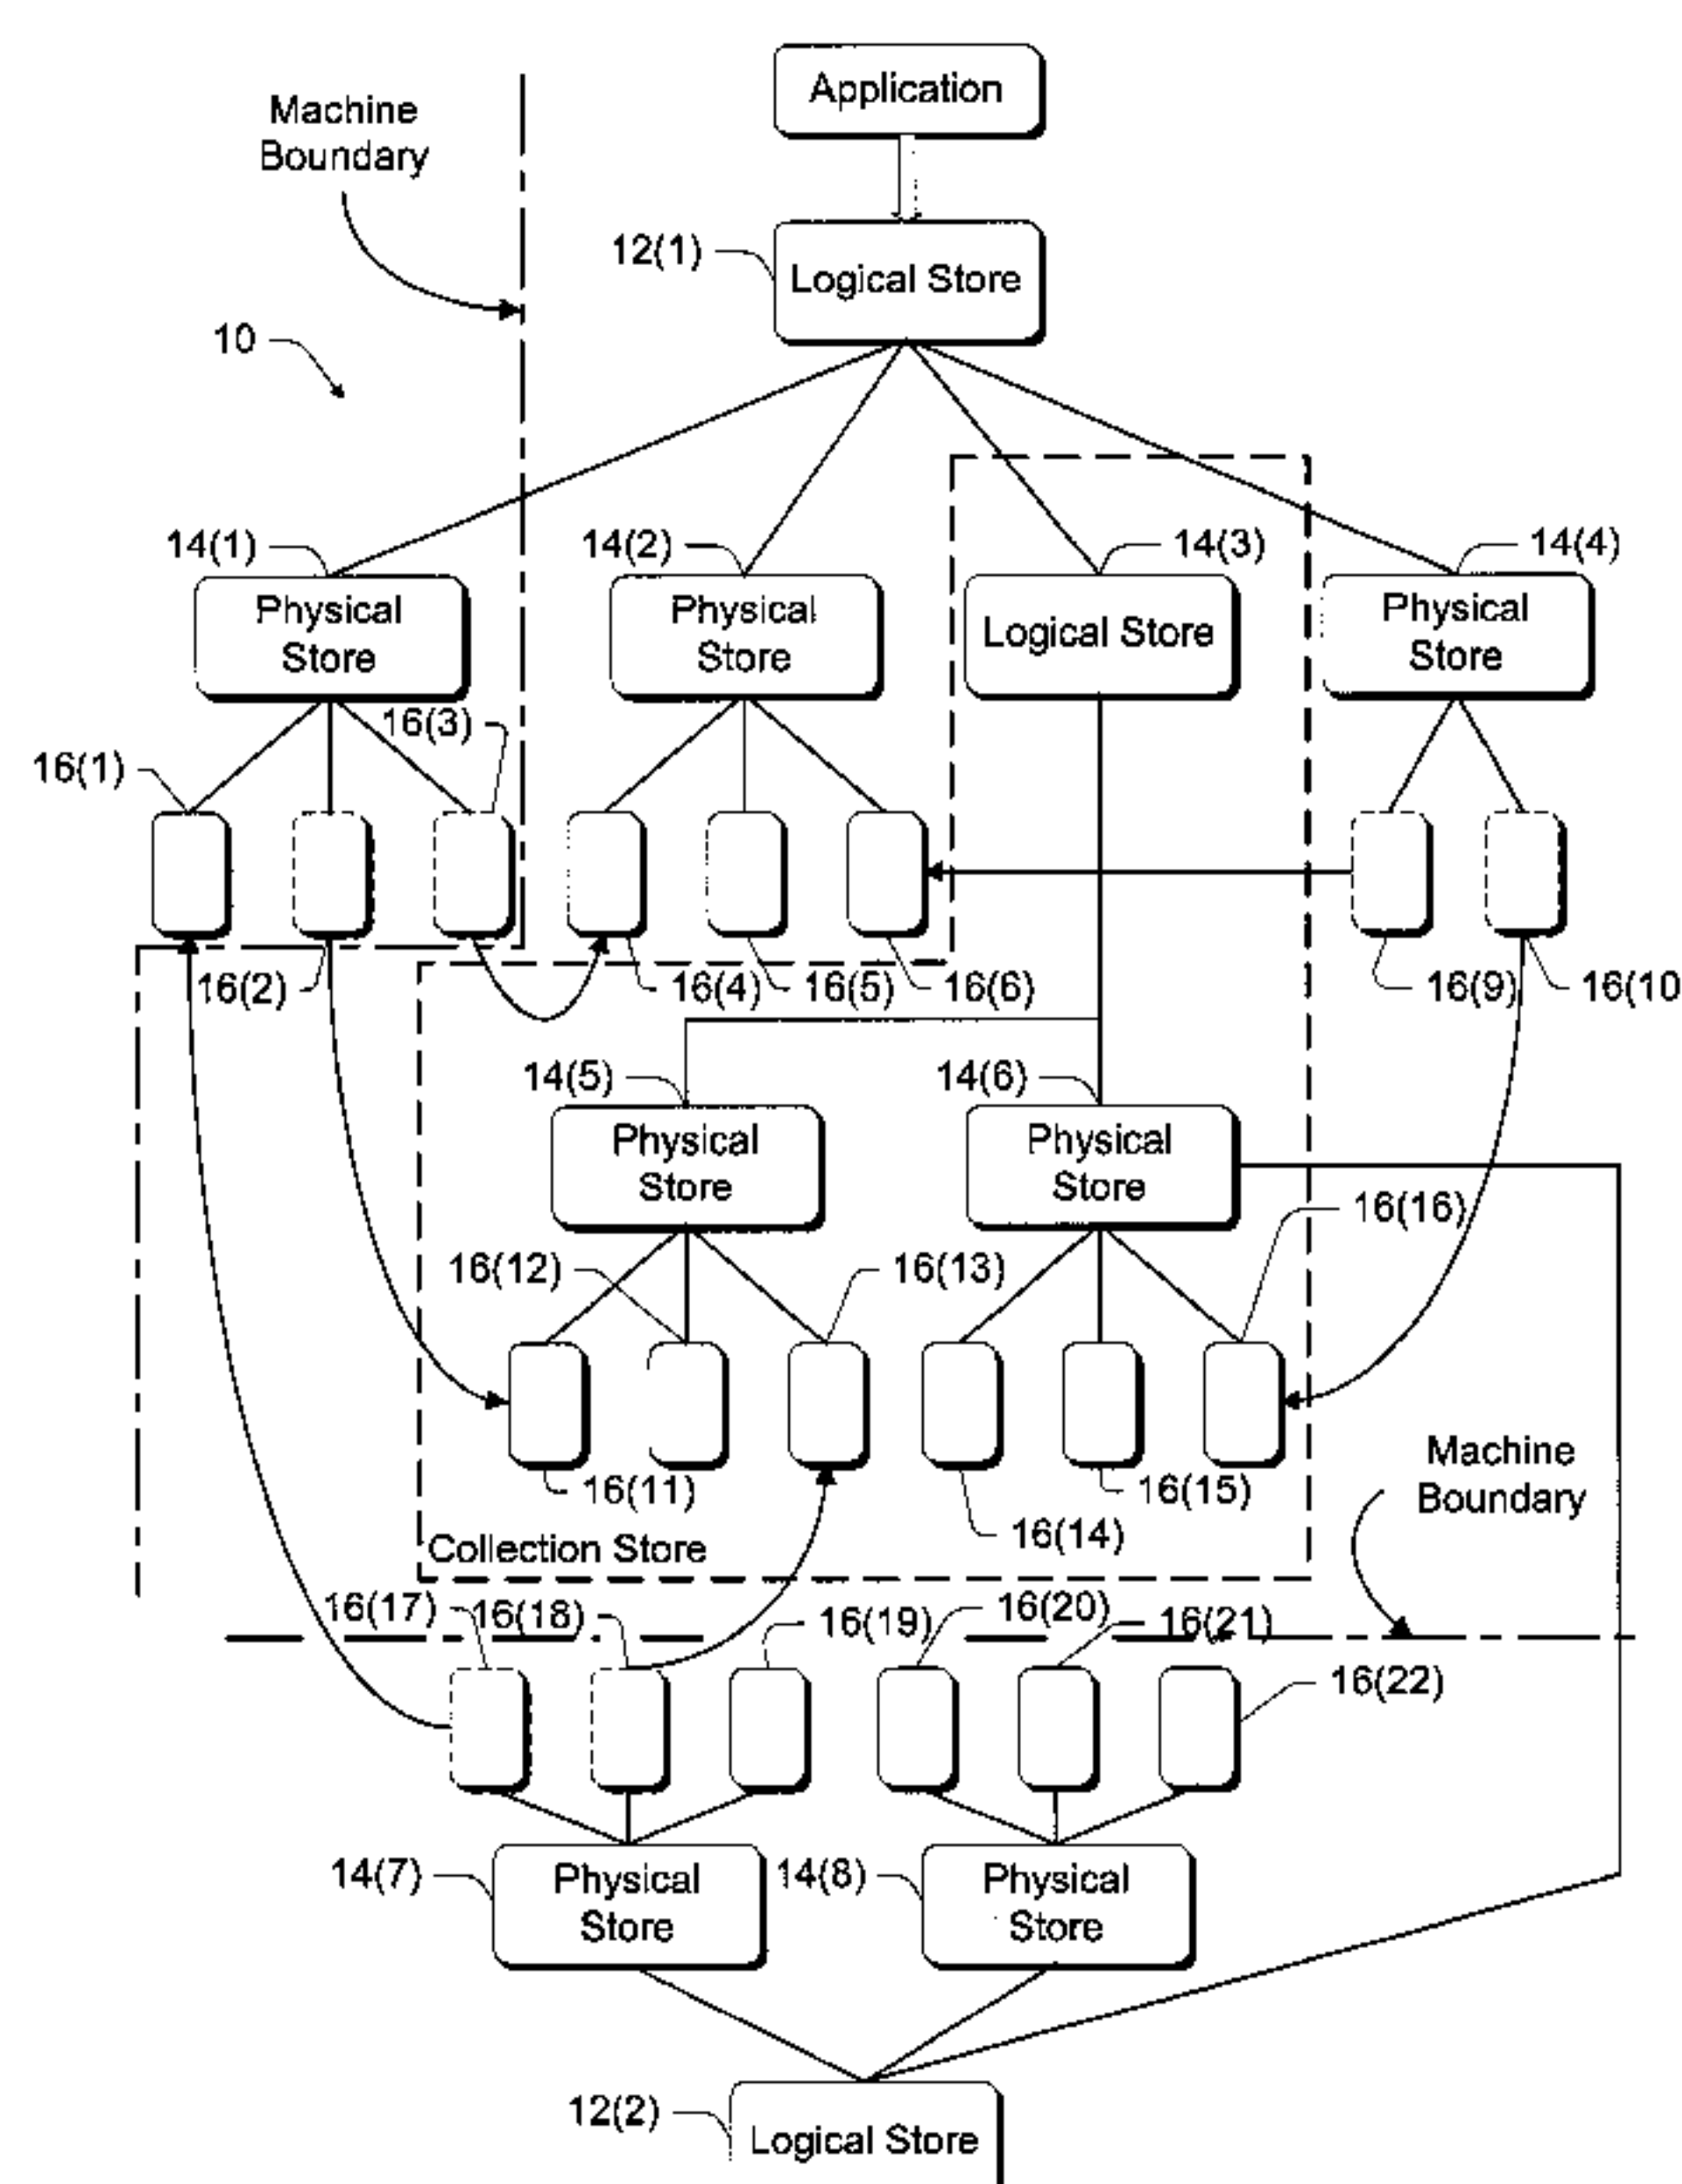 Application
Machine
Boundary
12(1)
Logical Store
10
14(1)
14(2)
14(3)
14(4)
Physical
Store
Physical
Store
Logical Store
Physical
Store
16(3)
16(1)
16(2)
16(4)
16(5)
16(6)
16(9)
16(10
14(5)
14(6)
Physical
Store
Physical
Store
16(16)
16(12)
16(13)
16(11)
16(15)
16(14)
Machine
Boundary
Collection Store
16(17)
16(18)
16(19)
16(20)
16(21)
16(22)
14(7)
Physical
Store
14(8)
Physical
Store
12(2)
Logical Store